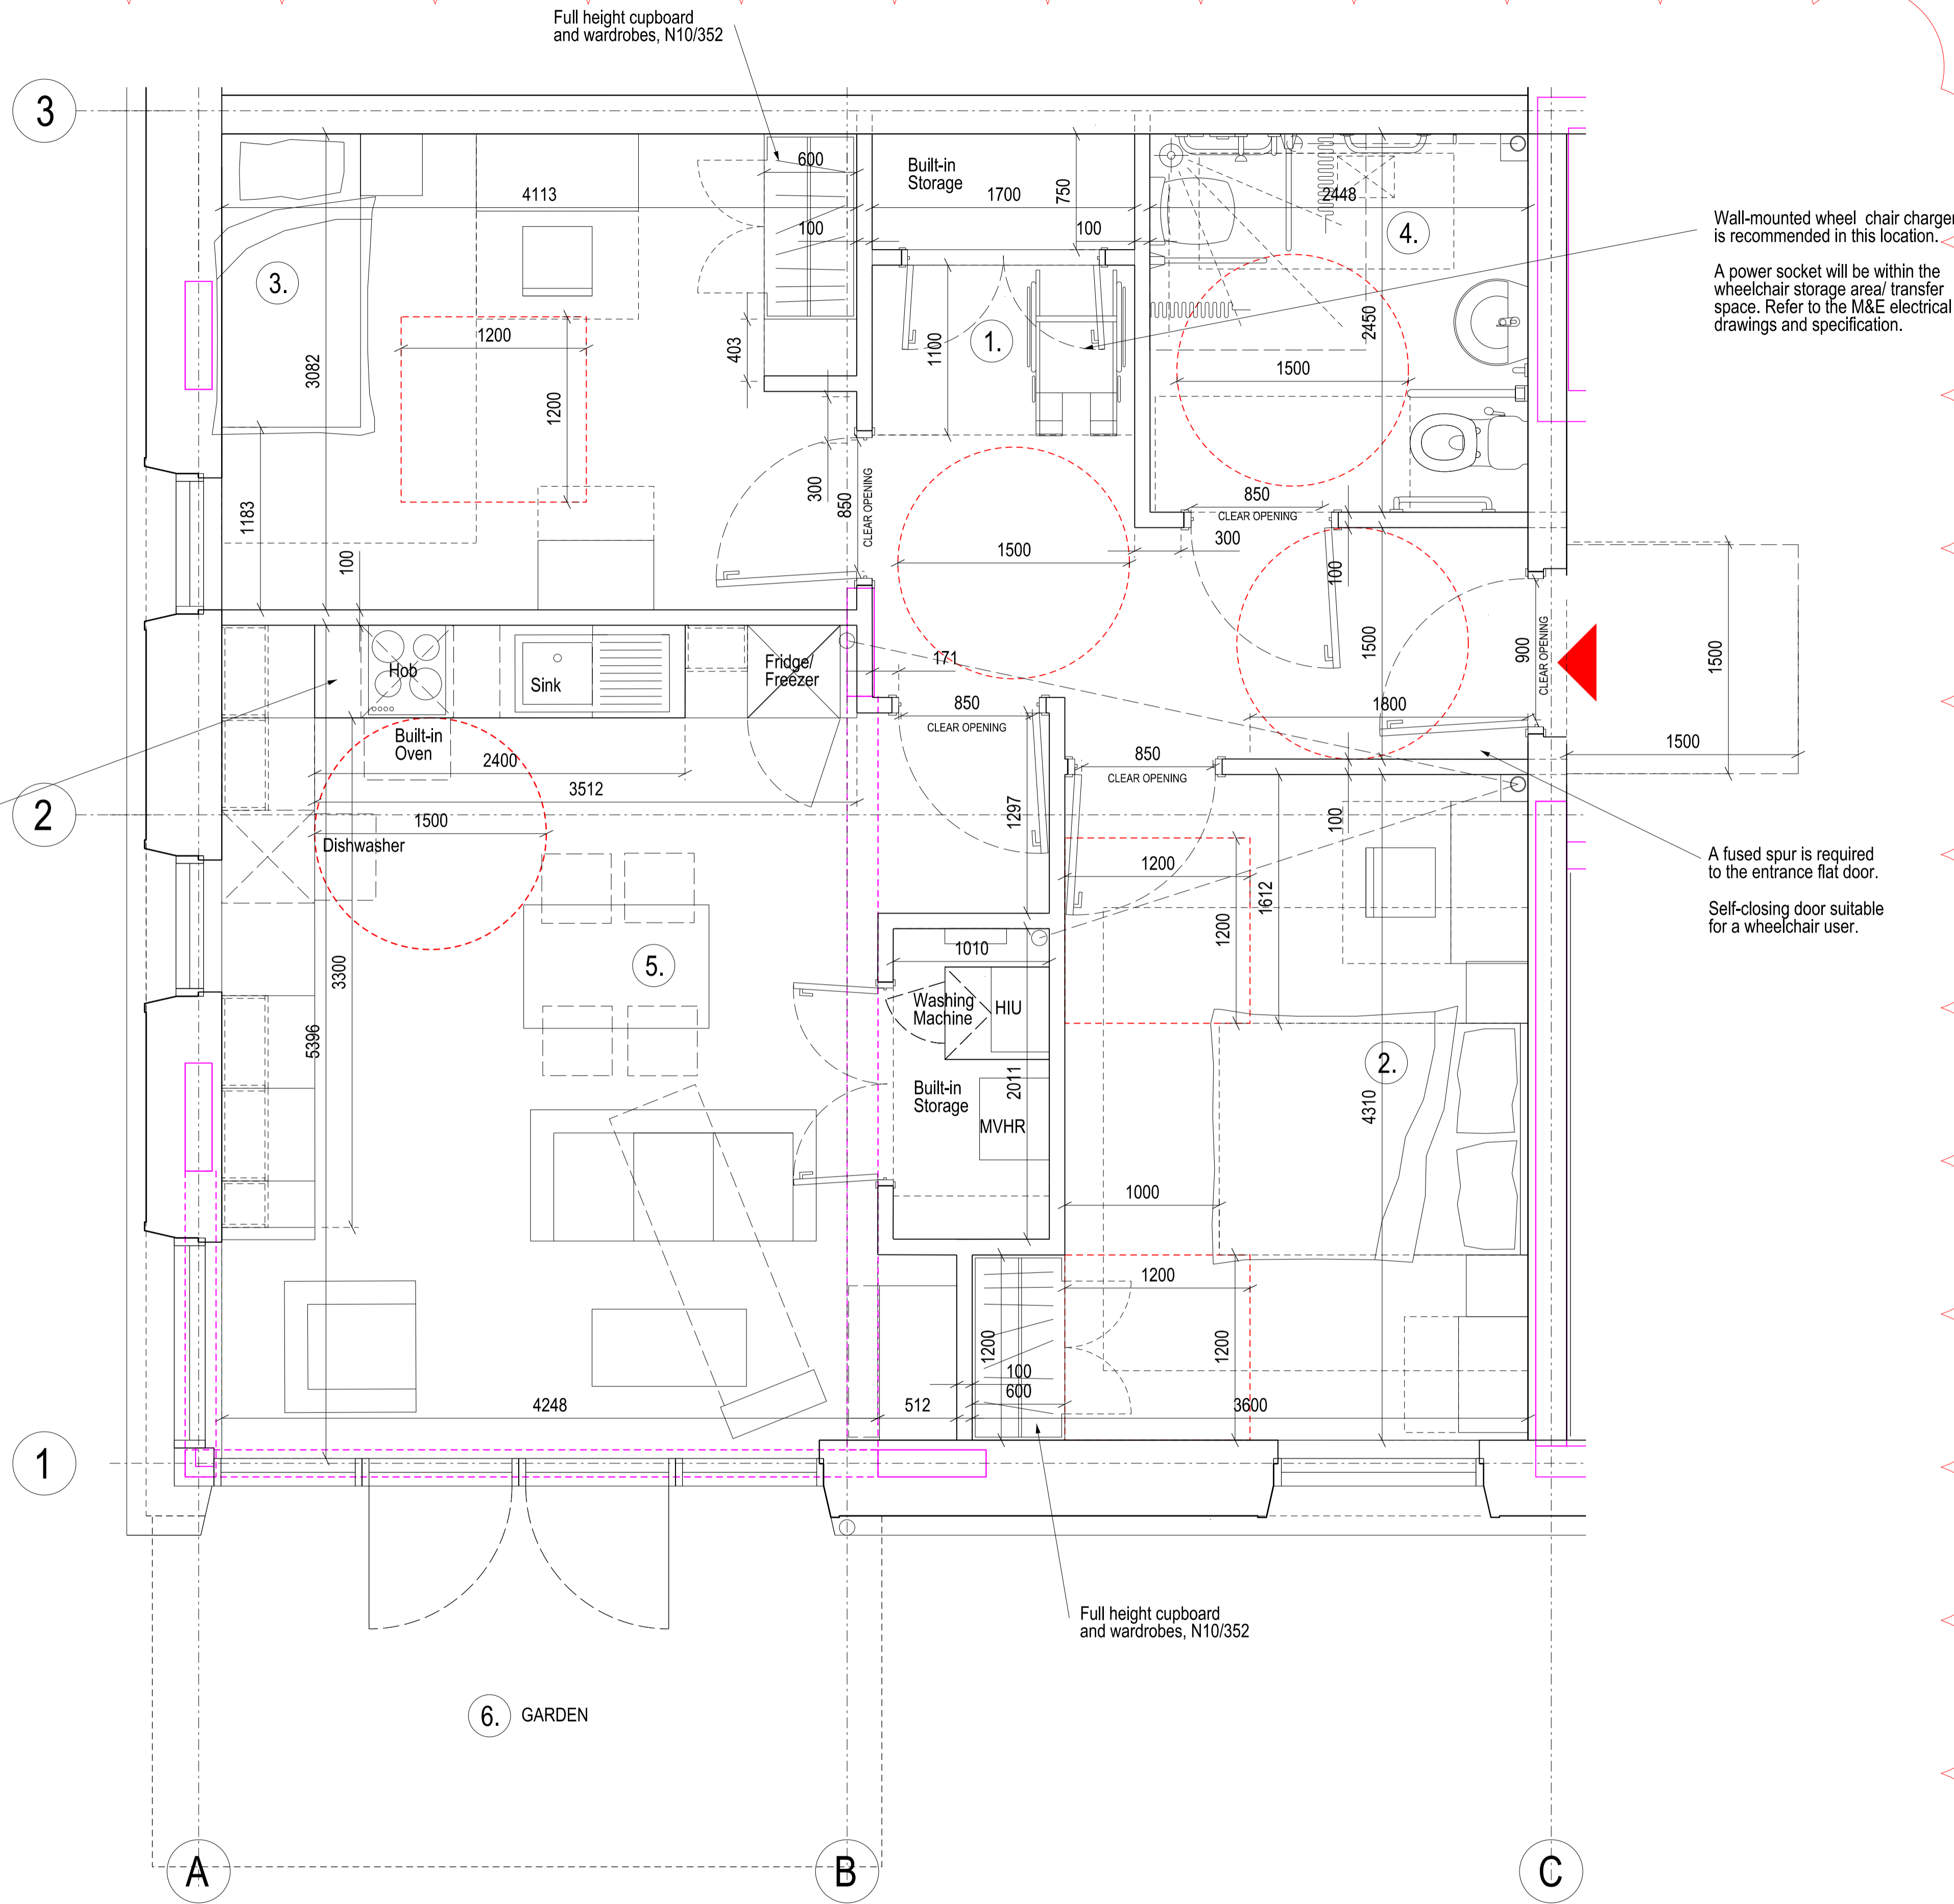 Full height cupboard
and wardrobes, N10/352
3
600
Built-in
Storage
4113
1700
750
2448
100
100
4.
Wall-mounted wheel chair charger
is recommended in this location.
A power socket will be within the
wheelchair storage area/ transfer
space. Refer to the M&E electrical
drawings and specification.
3.
1200
403
1100
1.
2450
3082
1500
1200
1183
300
850
CLEAR OPENING
850
CLEAR OPENING
300
1500
100
100
1500
900
CLEAR OPENING
1500
Hob
Sink
Fridge/
Freezer
171
850
CLEAR OPENING
1800
1500
Built-in
Oven
2400
850
CLEAR OPENING
3512
2
1500
1297
100
Dishwasher
1200
1612
1200
A fused spur is required
to the entrance flat door.
Self-closing door suitable
for a wheelchair user.
3300
5.
1010
Washing
Machine
HIU
5396
2.
2011
Built-in
Storage
4310
MVHR
1000
1200
1200
1200
100
600
4248
512
3600
1
Full height cupboard
and wardrobes, N10/352
6.
GARDEN
A
B
C